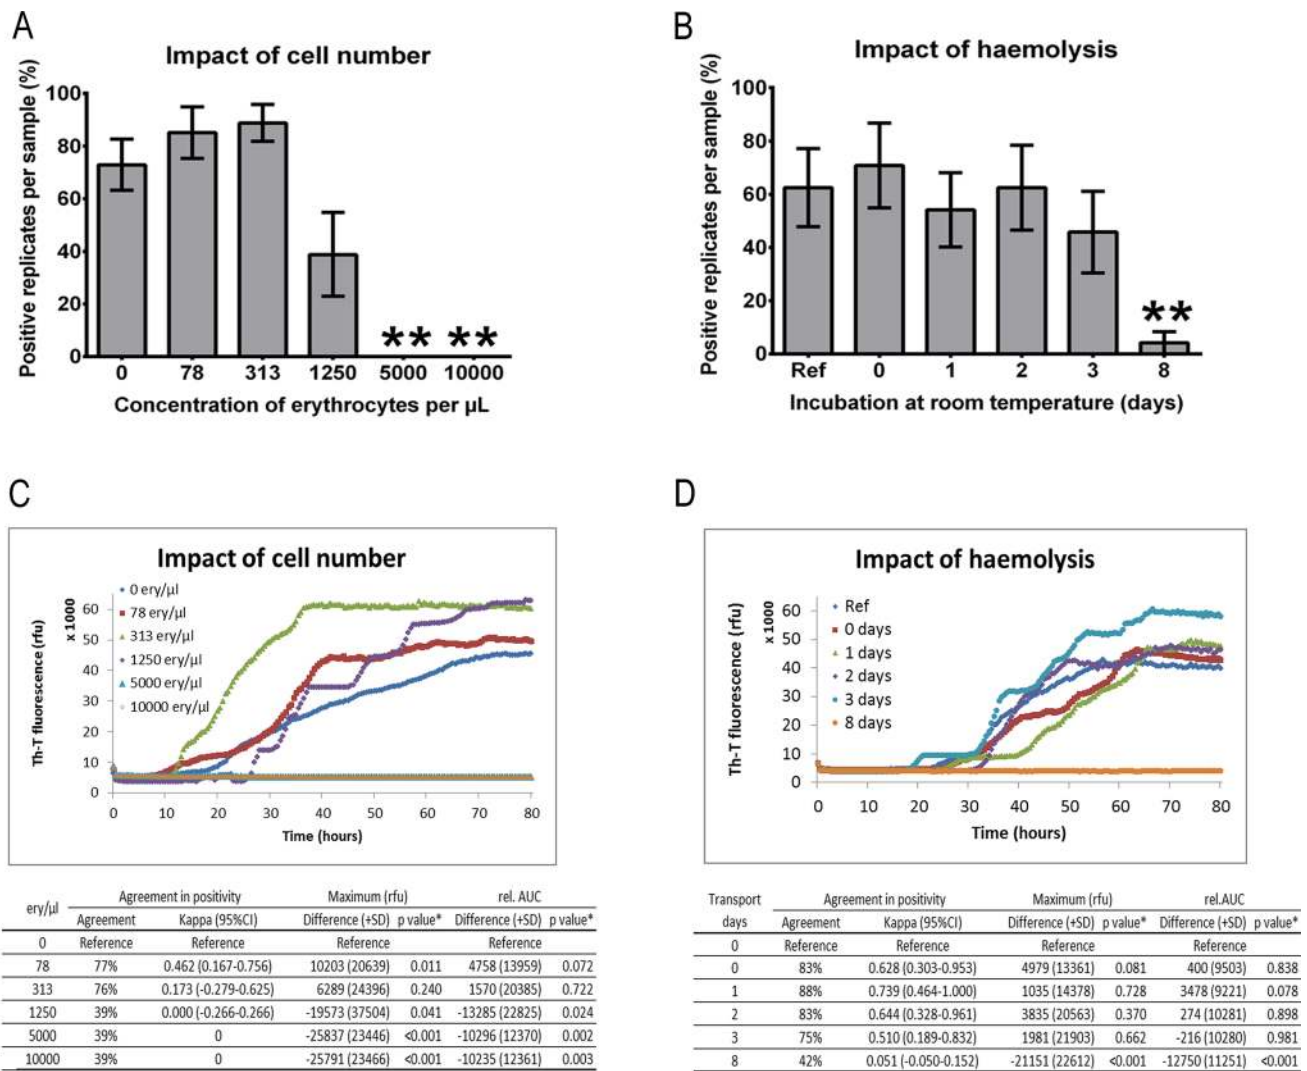 A
Impact of cell number
Positive replicates per sample (%)
100
80
60
40
20
0
** **
0 78 313 1250 5000 10000
Concentration of erythrocytes per µL
B
Impact of haemolysis
Positive replicates per sample (%)
100
80
60
40
20
0
**
Ref 0 1 2 3 8
Incubation at room temperature (days)
C
Impact of cell number
Th-T fluorescence (rfu)
x 1000
60
50
40
30
20
10
0
0 ery/µl
78 ery/µl
313 ery/µl
1250 ery/µl
5000 ery/µl
10000 ery/µl
0 10 20 30 40 50 60 70 80
Time (hours)
ery/µl Agreement in positivity Maximum (rfu) rel. AUC
Agreement Kappa (95%CI) Difference (+SD) p value* Difference (+SD) p value*
0 Reference Reference Reference Reference
78 77% 0.462 (0.167-0.756) 10203 (20639) 0.011 4758 (13959) 0.072
313 76% 0.173 (-0.279-0.625) 6289 (24396) 0.240 1570 (20385) 0.722
1250 39% 0.000 (-0.266-0.266) -19573 (37504) 0.041 -13285 (22825) 0.024
5000 39% 0 -25837 (23446) <0.001 -10296 (12370) 0.002
10000 39% 0 -25791 (23466) <0.001 -10235 (12361) 0.003
D
Impact of haemolysis
Th-T fluorescence (rfu)
x 1000
60
50
40
30
20
10
0
Ref
0 days
1 days
2 days
3 days
8 days
0 10 20 30 40 50 60 70 80
Time (hours)
Transport days Agreement in positivity Maximum (rfu) rel.AUC
Agreement Kappa (95%CI) Difference (+SD) p value* Difference (+SD) p value*
0 Reference Reference Reference Reference
0 83% 0.628 (0.303-0.953) 4979 (13361) 0.081 400 (9503) 0.838
1 88% 0.739 (0.464-1.000) 1035 (14378) 0.728 3478 (9221) 0.078
2 83% 0.644 (0.328-0.961) 3835 (20563) 0.370 274 (10281) 0.898
3 75% 0.510 (0.189-0.832) 1981 (21903) 0.662 -216 (10280) 0.981
8 42% 0.051 (-0.050-0.152) -21151 (22612) <0.001 -12750 (11251) <0.001